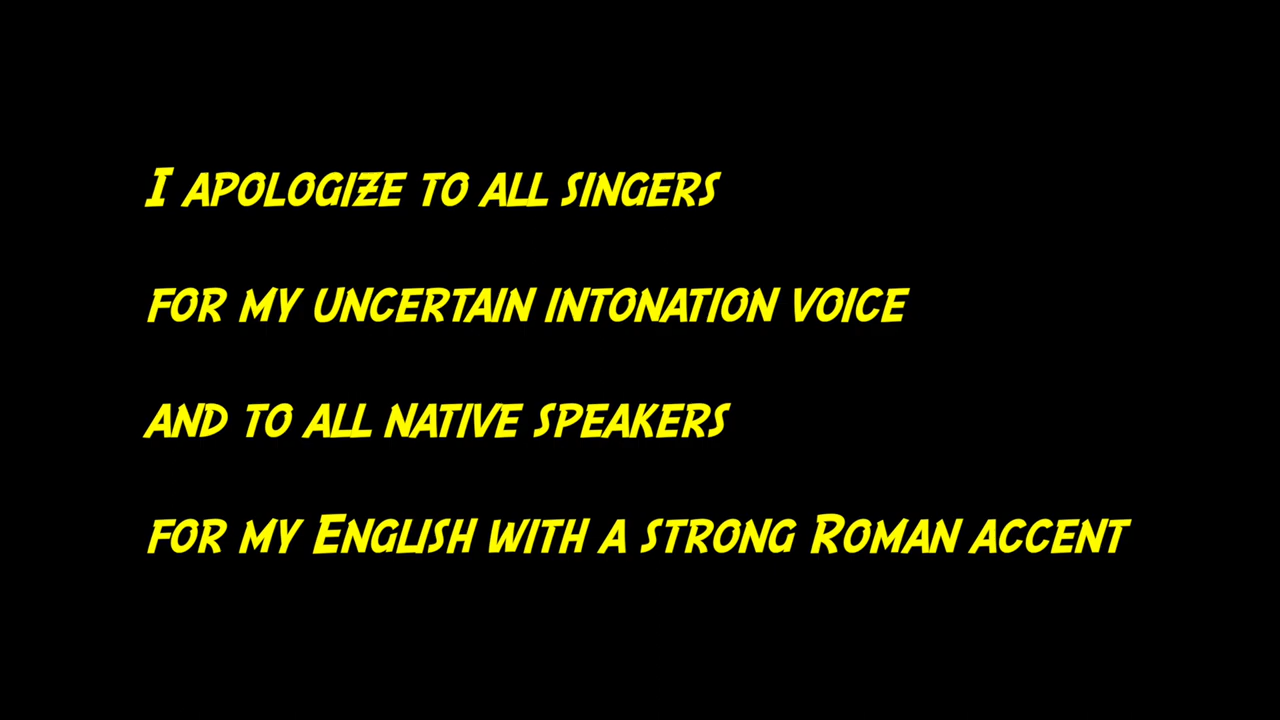 I apologize to all singers
for my uncertain intonation voice
and to all native speakers
for my English with a strong Roman accent